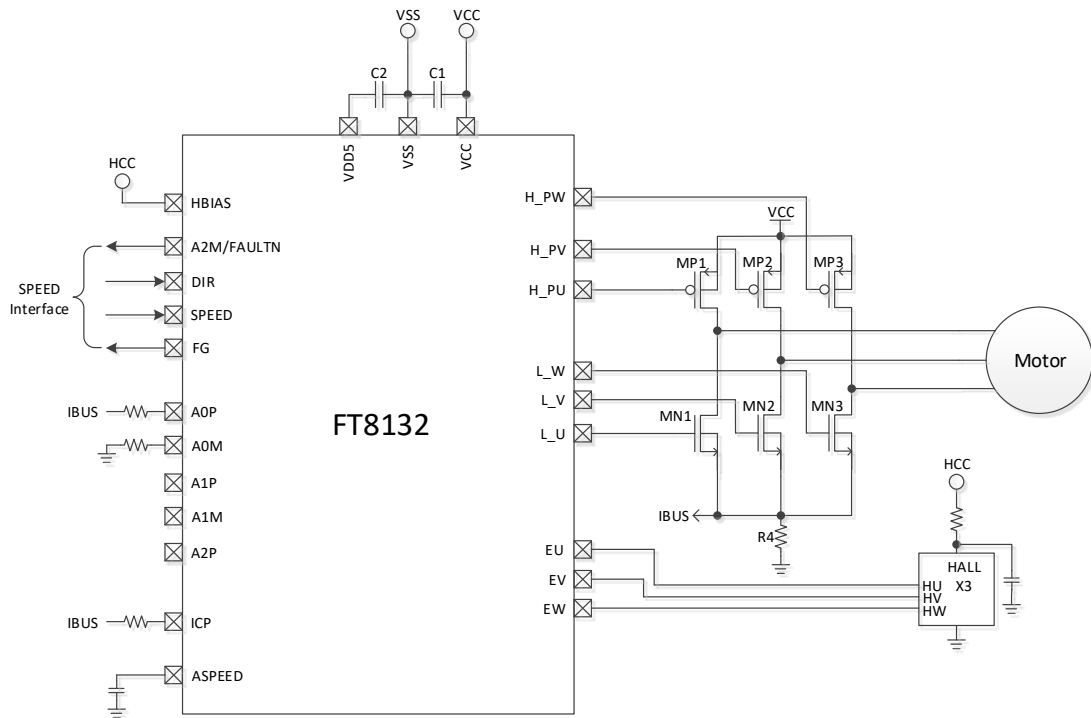 VSS
VCC
C2
C1
VDD5
VSS
VCC
HCC
HBIAS
A2M/FAULTN
DIR
SPEED
FG
SPEED
Interface
IBUS
A0P
A0M
A1P
A1M
A2P
IBUS
ICP
ASPEED
FT8132
H_PW
H_PV
H_PU
L_W
L_V
L_U
EU
EV
EW
VCC
MP1
MP2
MP3
MN1
MN2
MN3
Motor
IBUS
R4
HCC
HALL
X3
HU
HV
HW